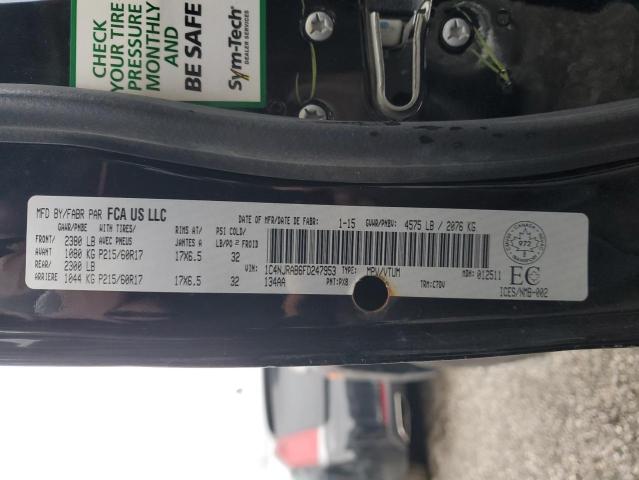 CHECK
YOUR TIRE
PRESSURE
MONTHLY
AND
BE SAFE
Sym-Tech
DEALER SERVICES
MFD BY/FABR PAR FCA US LLC
DATE OF MFR/DATE DE FABR: 1-15 GVWR/PNBV: 4575 LB / 2076 KG
GAWR/PNBE WITH TIRES/ RIMS AT/ PSI COLD/
FRONT/ 2380 LB AVEC PNEUS JANTES A LB/PO ² FROID
AVANT 1080 KG P215/60R17 17X6.5 32
REAR/ 2300 LB
ARRIERE 1044 KG P215/60R17 17X6.5 32
VIN: 1C4NJRAB6FD247953 TYPE: MPV/VTUM MDH: 012511
134AA PNT: PX8 TRM: C7DV
CANADA
972
EC
ICES/NMB-002